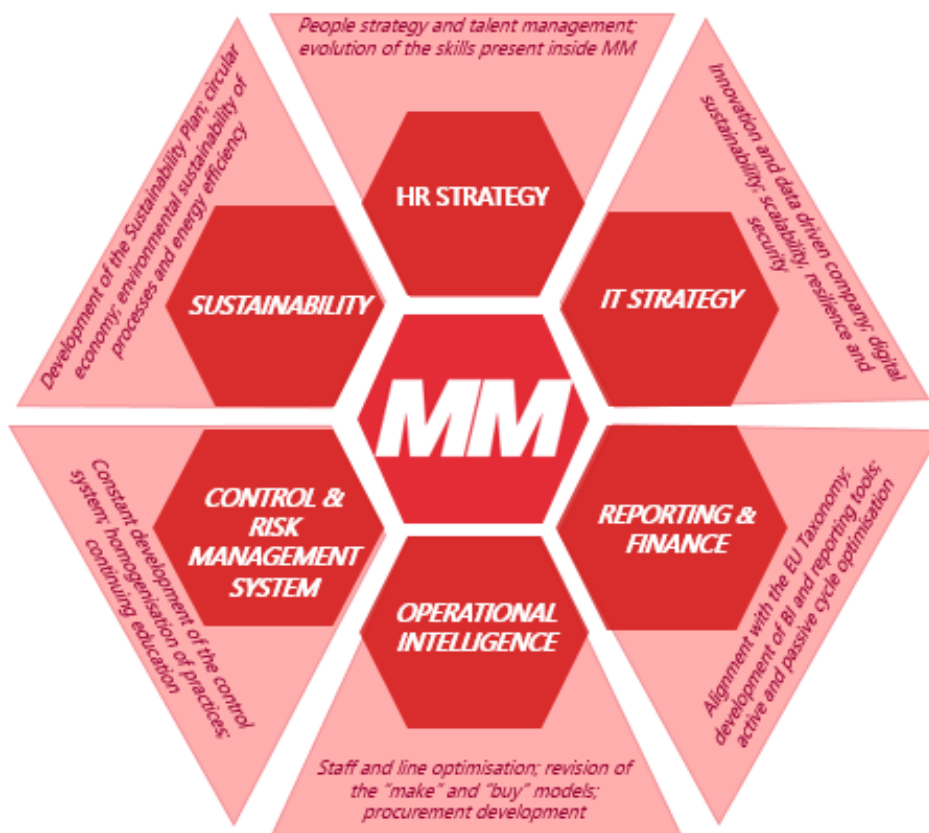 People strategy and talent management;
evolution of the skills present inside MM
HR STRATEGY
Innovation and data driven company; digital
sustainability; scalability, resilience and
security
IT STRATEGY
Alignment with the EU Taxonomy;
development of BI and reporting tools;
active and passive cycle optimisation
REPORTING &
FINANCE
Staff and line optimisation; revision of
the "make" and "buy" models;
procurement development
OPERATIONAL
INTELLIGENCE
Constant development of the control
system; homogenisation of practices;
continuing education
CONTROL &
RISK
MANAGEMENT
SYSTEM
Development of the Sustainability Plan; circular
economy; environmental sustainability of
processes and energy efficiency
SUSTAINABILITY
MM